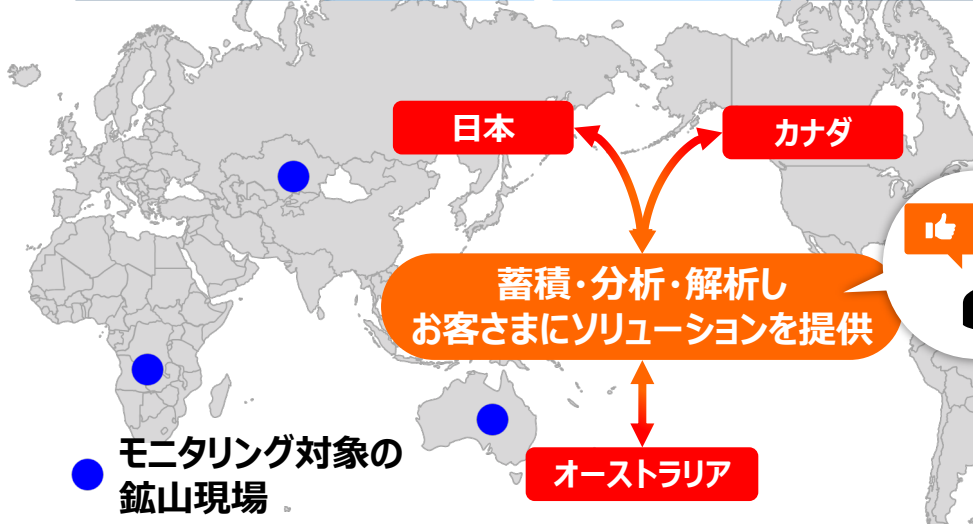 日本
カナダ
蓄積・分析・解析し
お客さまにソリューションを提供
オーストラリア
モニタリング対象の
鉱山現場